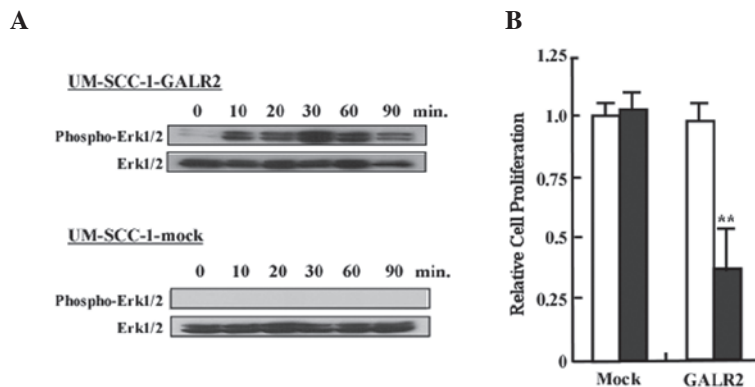 A
UM-SCC-1-GALR2
0 10 20 30 60 90 min.
Phospho-Erk1/2
Erk1/2
UM-SCC-1-mock
0 10 20 30 60 90 min.
Phospho-Erk1/2
Erk1/2
B
Relative Cell Proliferation
1.25
1.0
0.75
0.5
0.25
0
**
Mock GALR2